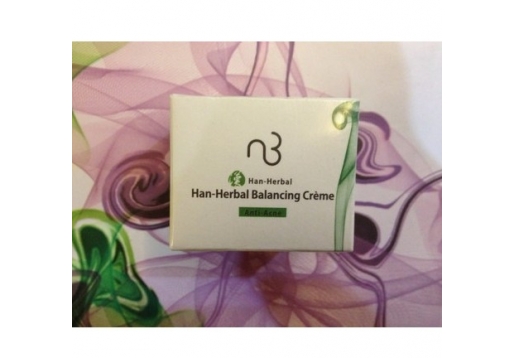 nB
Han-Herbal
Han-Herbal Balancing Crème
Anti-Acne